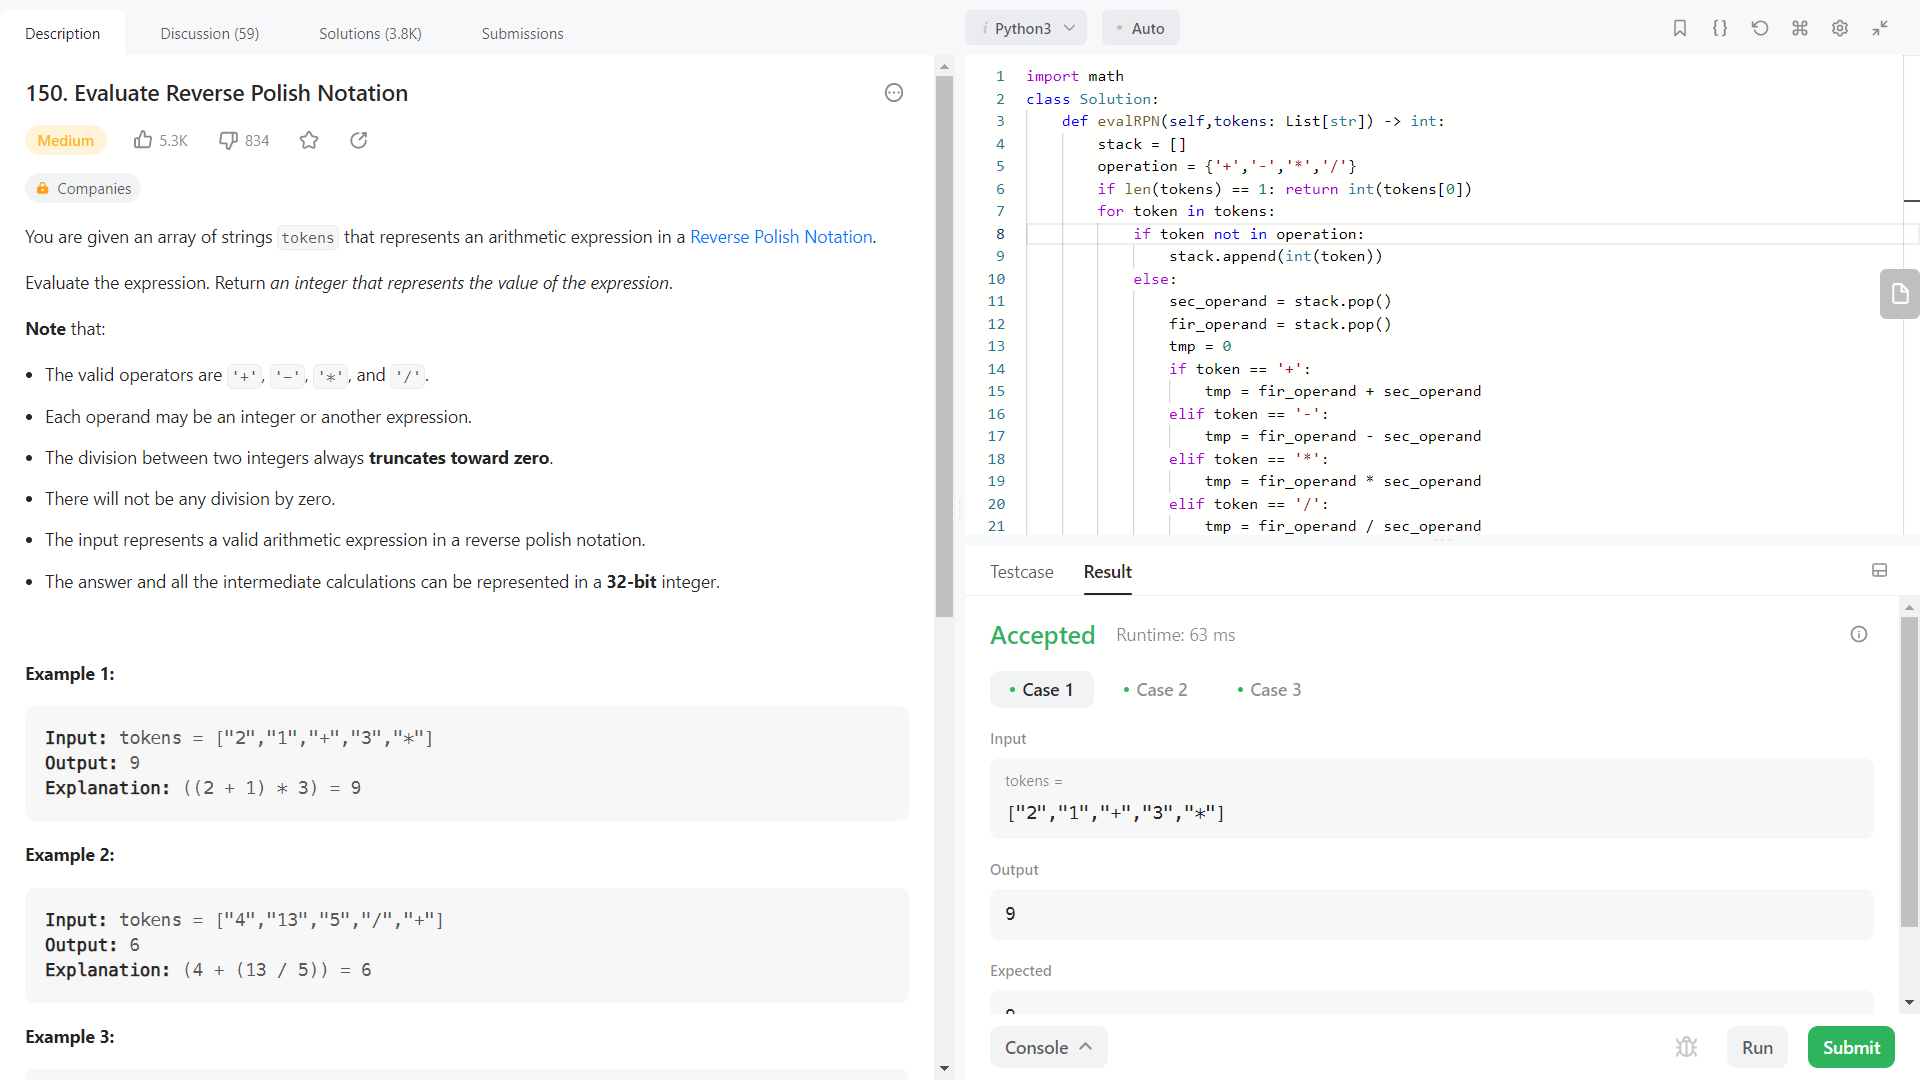 Description
Discussion (59)
Solutions (3.8K)
Submissions
150. Evaluate Reverse Polish Notation
Medium
5.3K
834
Companies
You are given an array of strings tokens that represents an arithmetic expression in a Reverse Polish Notation.
Evaluate the expression. Return an integer that represents the value of the expression.
Note that:
• The valid operators are '+', '-', '*', and '/'.
• Each operand may be an integer or another expression.
• The division between two integers always truncates toward zero.
• There will not be any division by zero.
• The input represents a valid arithmetic expression in a reverse polish notation.
• The answer and all the intermediate calculations can be represented in a 32-bit integer.
Example 1:
Input: tokens = ["2","1","+","3","*"]
Output: 9
Explanation: ((2 + 1) * 3) = 9
Example 2:
Input: tokens = ["4","13","5","/","+"]
Output: 6
Explanation: (4 + (13 / 5)) = 6
Example 3:
i Python3
• Auto
1 import math
2 class Solution:
3 def evalRPN(self,tokens: List[str]) -> int:
4 stack = []
5 operation = {'+','-','*','/'}
6 if len(tokens) == 1: return int(tokens[0])
7 for token in tokens:
8 if token not in operation:
9 stack.append(int(token))
10 else:
11 sec_operand = stack.pop()
12 fir_operand = stack.pop()
13 tmp = 0
14 if token == '+':
15 tmp = fir_operand + sec_operand
16 elif token == '-':
17 tmp = fir_operand - sec_operand
18 elif token == '*':
19 tmp = fir_operand * sec_operand
20 elif token == '/':
21 tmp = fir_operand / sec_operand
Testcase
Result
Accepted
Runtime: 63 ms
• Case 1
• Case 2
• Case 3
Input
tokens =
["2","1","+","3","*"]
Output
9
Expected
Console
Run
Submit